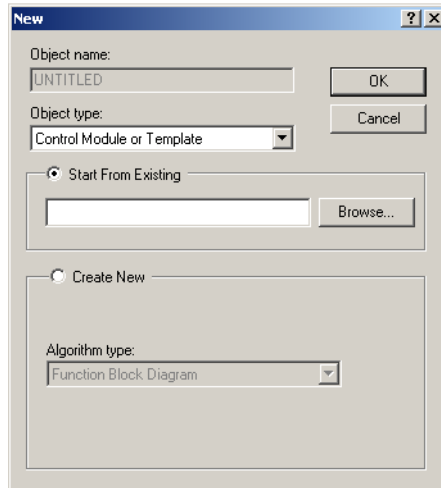 New
Object name:
UNTITLED
OK
Object type:
Cancel
Control Module or Template
Start From Existing
Browse...
Create New
Algorithm type:
Function Block Diagram